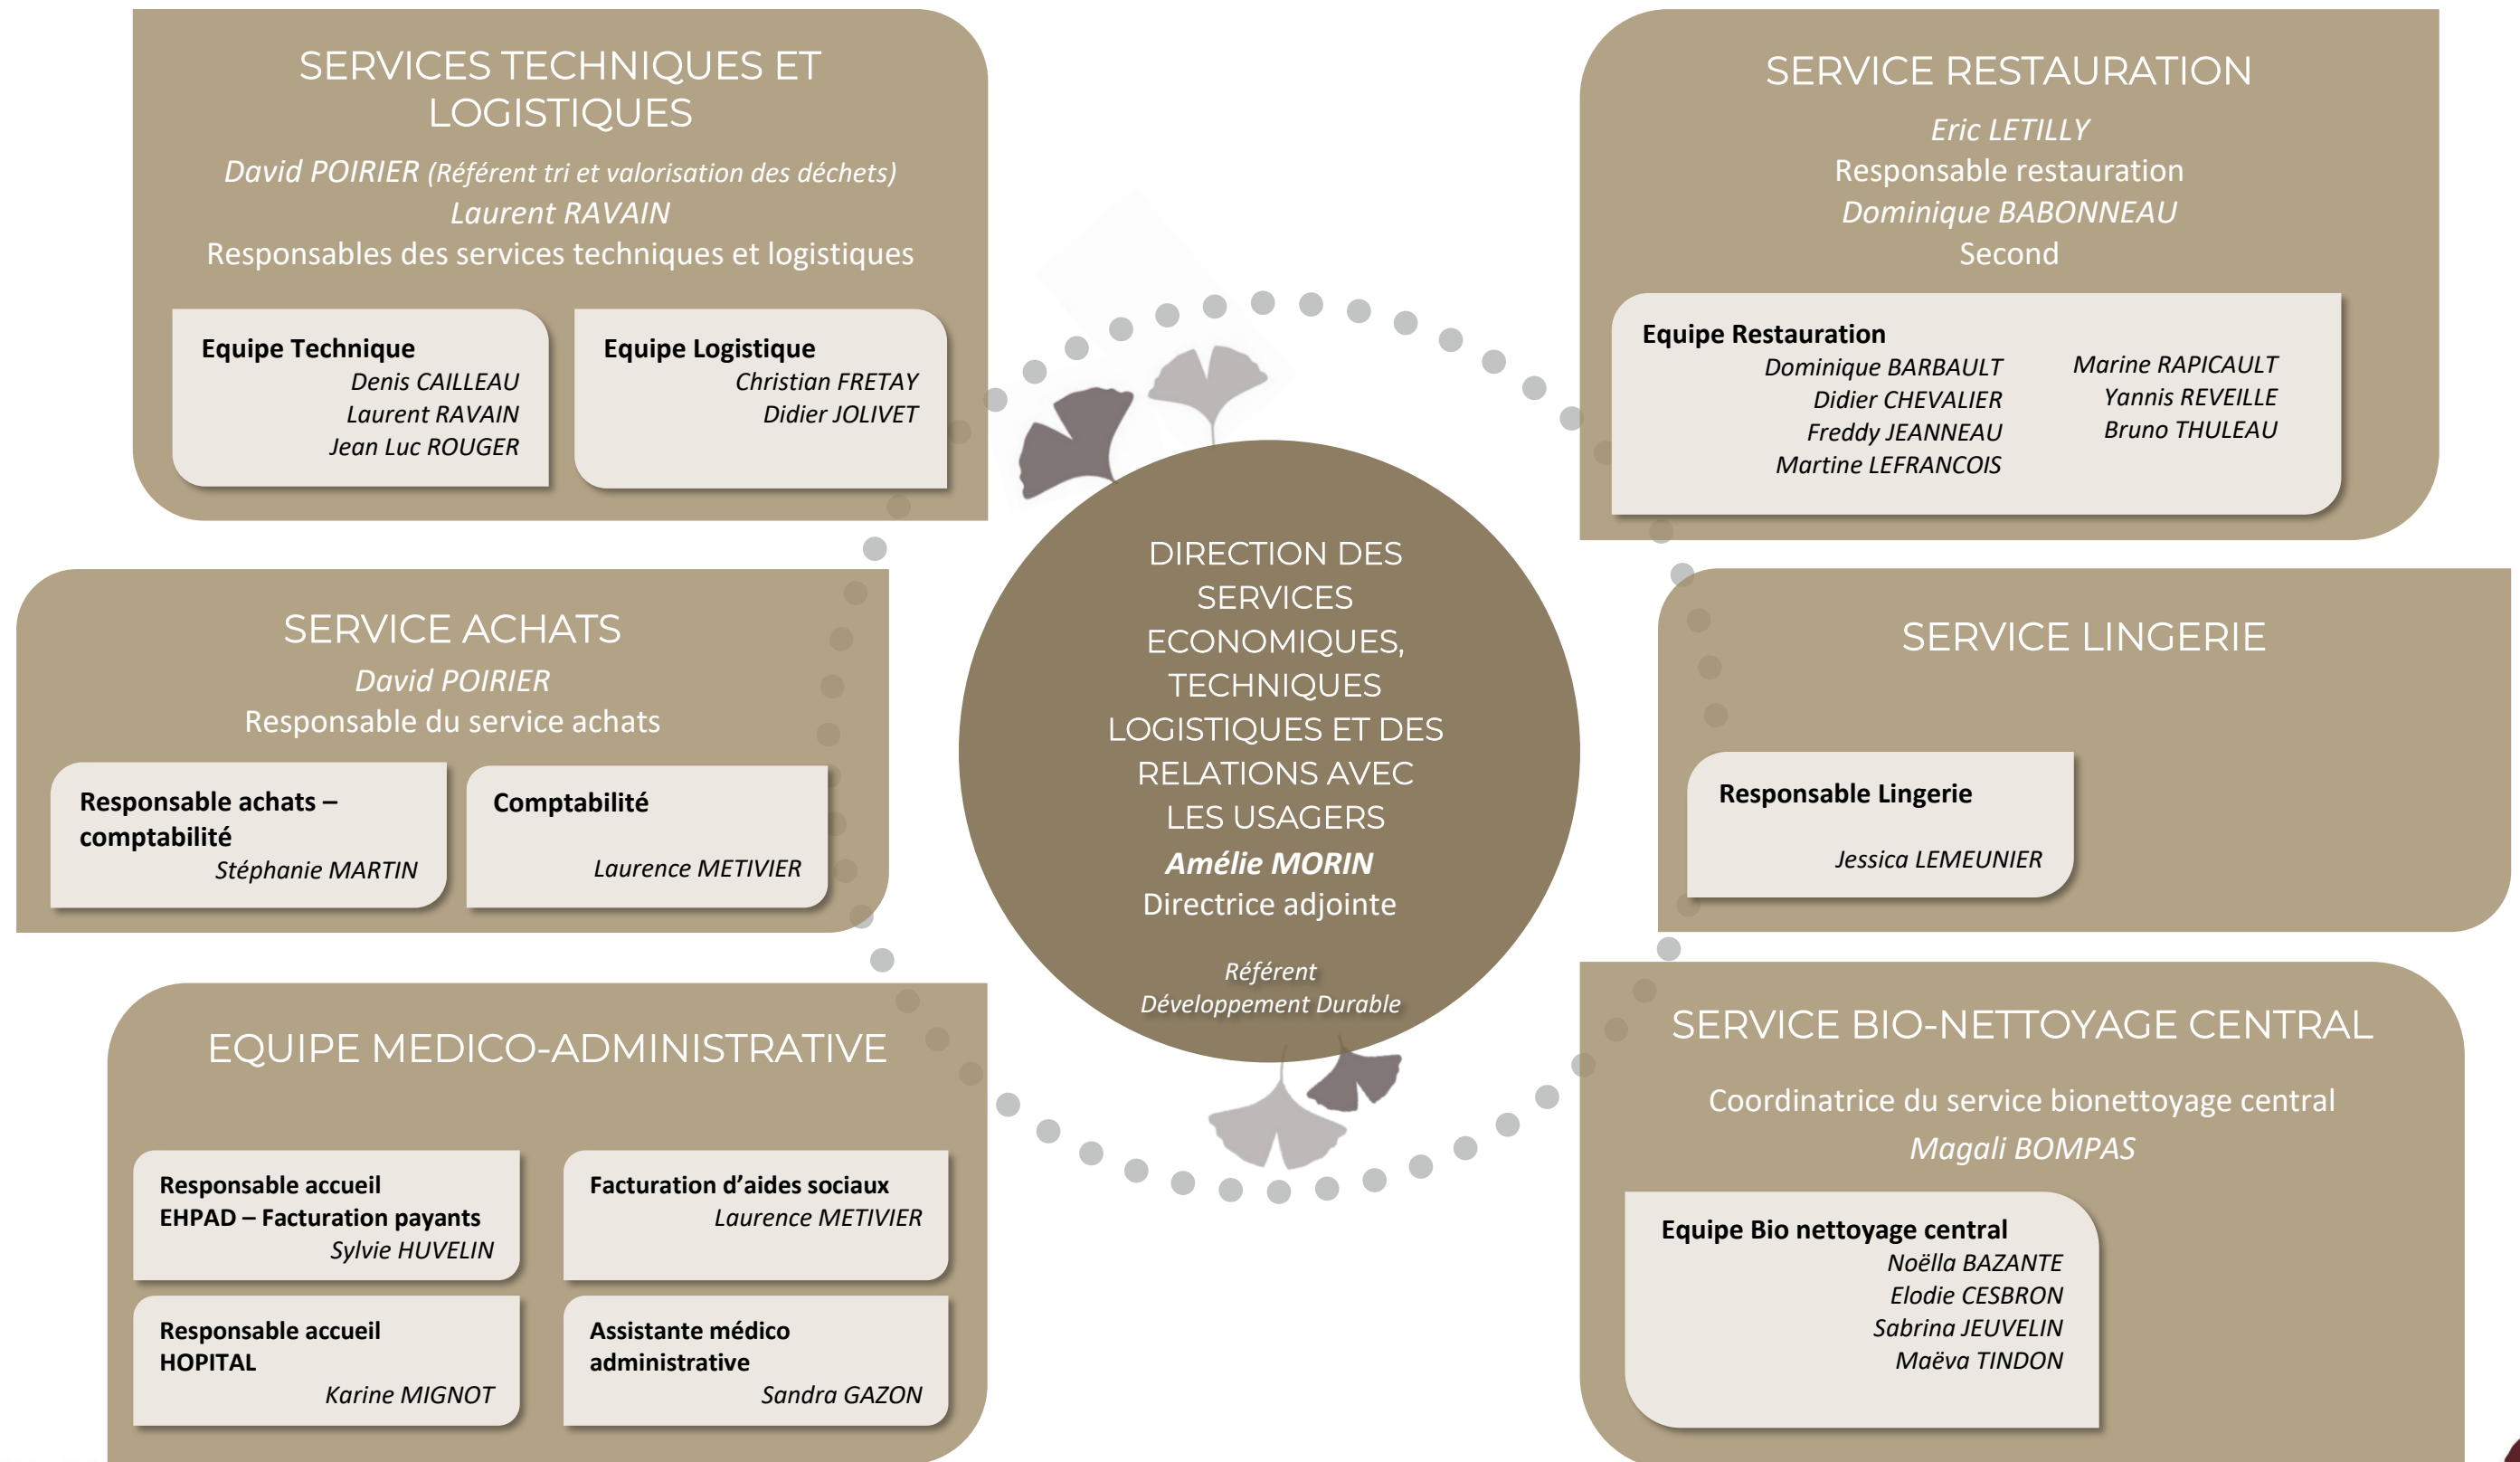 SERVICES TECHNIQUES ET
LOGISTIQUES
David POIRIER (Référent tri et valorisation des déchets)
Laurent RAVAIN
Responsables des services techniques et logistiques
Equipe Technique
Denis CAILLEAU
Laurent RAVAIN
Jean Luc ROUGER
Equipe Logistique
Christian FRETAY
Didier JOLIVET
SERVICE RESTAURATION
Eric LETILLY
Responsable restauration
Dominique BABONNEAU
Second
Equipe Restauration
Dominique BARBAULT
Didier CHEVALIER
Freddy JEANNEAU
Martine LEFRANCOIS
Marine RAPICAULT
Yannis REVEILLE
Bruno THULEAU
SERVICE ACHATS
David POIRIER
Responsable du service achats
Responsable achats –
comptabilité
Stéphanie MARTIN
Comptabilité
Laurence METIVIER
DIRECTION DES
SERVICES
ECONOMIQUES,
TECHNIQUES
LOGISTIQUES ET DES
RELATIONS AVEC
LES USAGERS
Amélie MORIN
Directrice adjointe
Référent
Développement Durable
SERVICE LINGERIE
Responsable Lingerie
Jessica LEMEUNIER
EQUIPE MEDICO-ADMINISTRATIVE
Responsable accueil
EHPAD – Facturation payants
Sylvie HUVELIN
Facturation d’aides sociaux
Laurence METIVIER
Responsable accueil
HOPITAL
Karine MIGNOT
Assistante médico
administrative
Sandra GAZON
SERVICE BIO-NETTOYAGE CENTRAL
Coordinatrice du service bionettoyage central
Magali BOMPAS
Equipe Bio nettoyage central
Noëlla BAZANTE
Elodie CESBRON
Sabrina JEUVELIN
Maëva TINDON